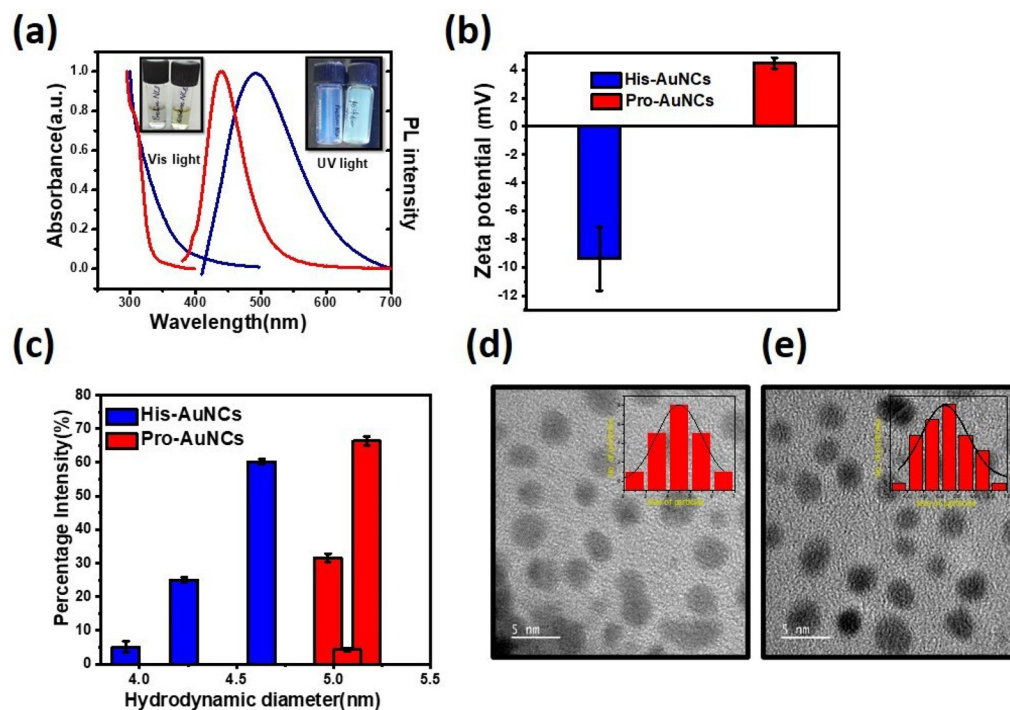 (a)
Absorbance(a.u.)
1.0
0.8
0.6
0.4
0.2
0.0
Vis light
UV light
PL intensity
300 400 500 600 700
Wavelength(nm)
(b)
Zeta potential (mV)
4
2
0
-2
-4
-6
-8
-10
-12
His-AuNCs
Pro-AuNCs
(c)
Percentage Intensity(%)
80
70
60
50
40
30
20
10
0
His-AuNCs
Pro-AuNCs
4.0 4.5 5.0 5.5
Hydrodynamic diameter(nm)
(d)
5 nm
(e)
5 nm